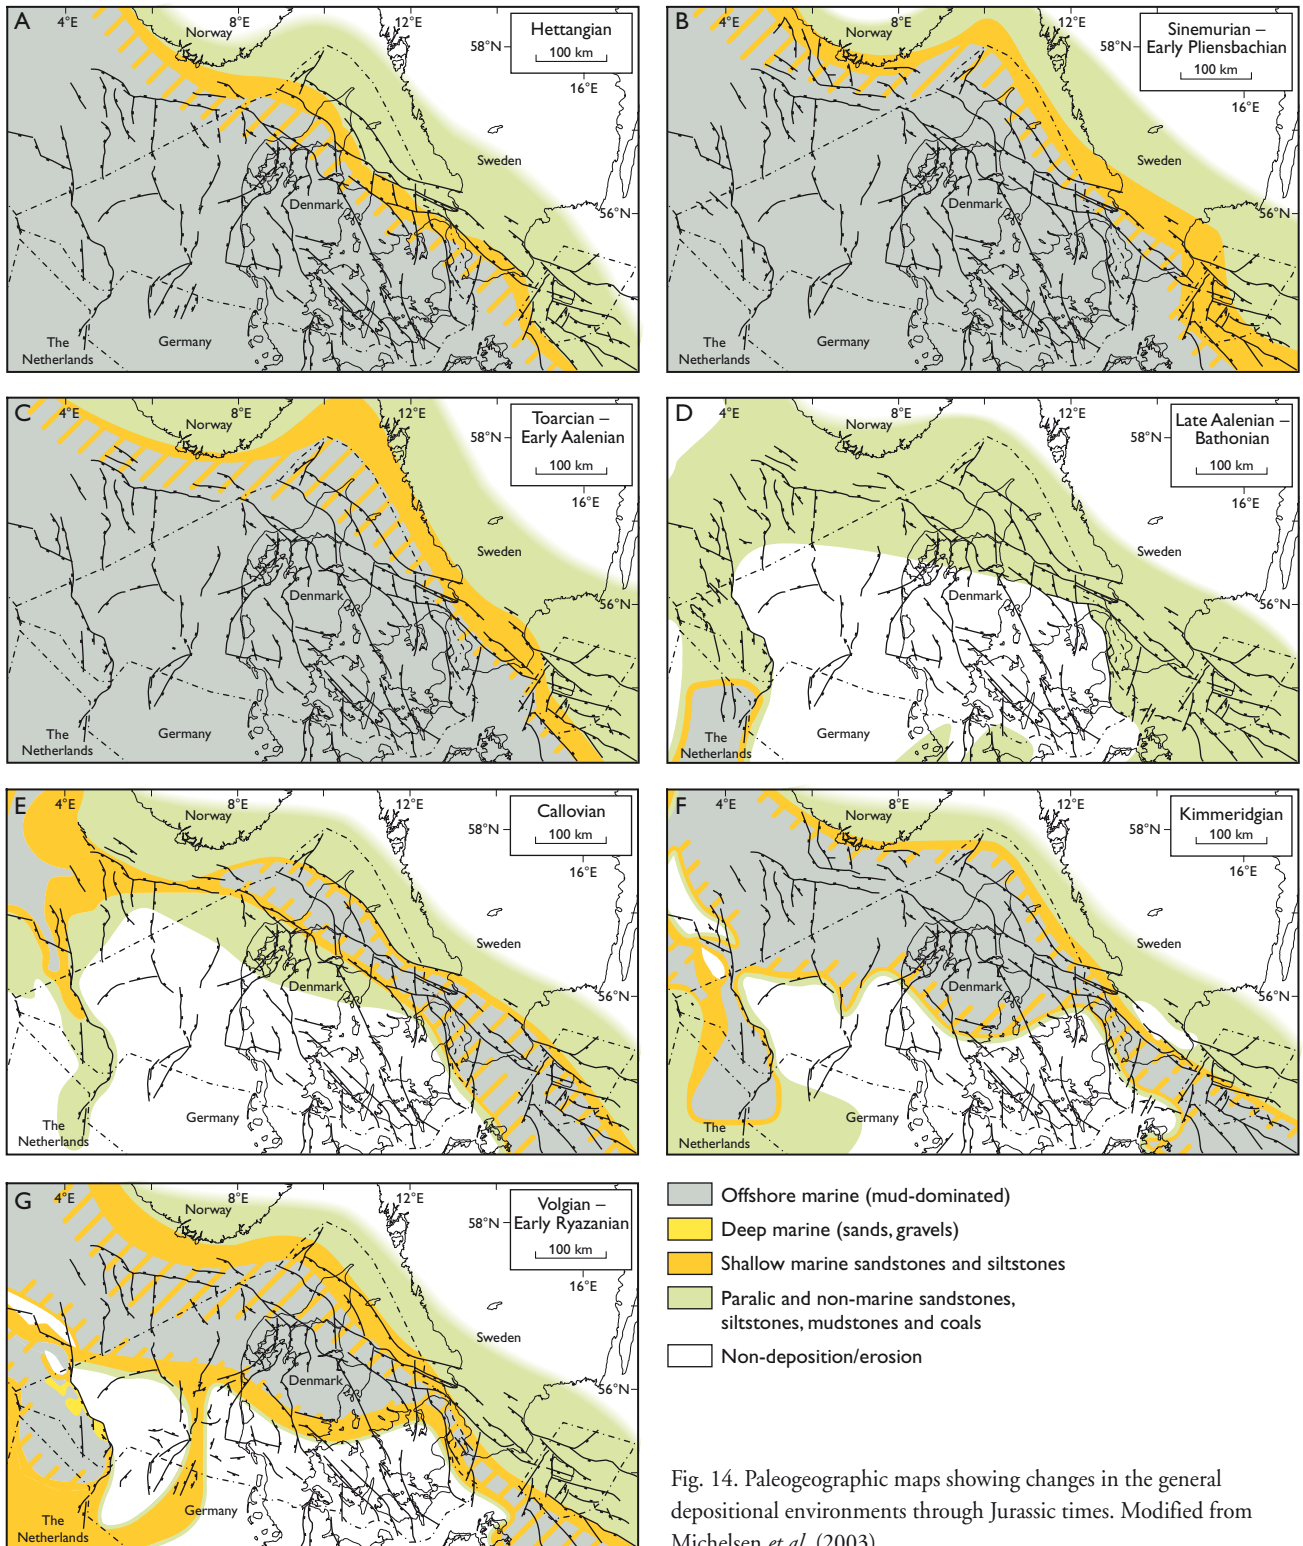 A
4°E
8°E
12°E
Norway
58°N
Hettangian
100 km
16°E
Sweden
Denmark
56°N
The
Netherlands
Germany
B
4°E
8°E
12°E
Norway
58°N
Sinemurian –
Early Pliensbachian
100 km
16°E
Sweden
Denmark
56°N
The
Netherlands
Germany
C
4°E
8°E
12°E
Norway
58°N
Toarcian –
Early Aalenian
100 km
16°E
Sweden
Denmark
56°N
The
Netherlands
Germany
D
4°E
8°E
12°E
Norway
58°N
Late Aalenian –
Bathonian
100 km
16°E
Sweden
Denmark
56°N
The
Netherlands
Germany
E
4°E
8°E
12°E
Norway
58°N
Callovian
100 km
16°E
Sweden
Denmark
56°N
The
Netherlands
Germany
F
4°E
8°E
12°E
Norway
58°N
Kimmeridgian
100 km
16°E
Sweden
Denmark
56°N
The
Netherlands
Germany
G
4°E
8°E
12°E
Norway
58°N
Volgian –
Early Ryazanian
100 km
16°E
Sweden
Denmark
56°N
The
Netherlands
Germany
Offshore marine (mud-dominated)
Deep marine (sands, gravels)
Shallow marine sandstones and siltstones
Paralic and non-marine sandstones,
siltstones, mudstones and coals
Non-deposition/erosion
Fig. 14. Paleogeographic maps showing changes in the general
depositional environments through Jurassic times. Modified from
Michelsen et al. (2003)